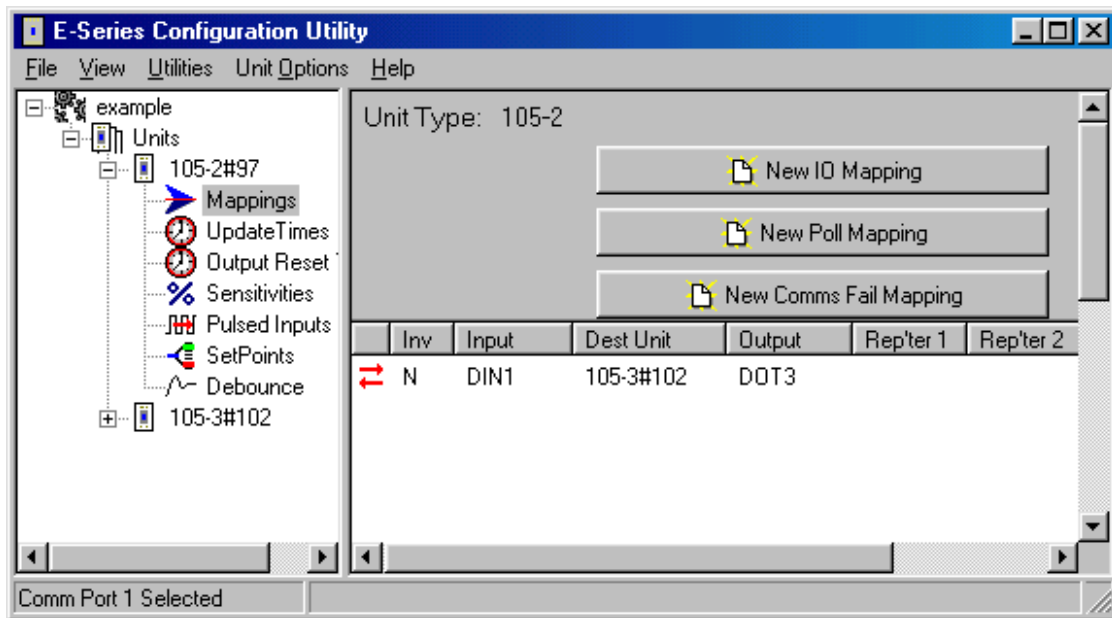 E-Series Configuration Utility
File View Utilities Unit Options Help
example
Units
105-2#97
Mappings
UpdateTimes
Output Reset
Sensitivities
Pulsed Inputs
SetPoints
Debounce
105-3#102
Unit Type: 105-2
New IO Mapping
New Poll Mapping
New Comms Fail Mapping
Inv Input Dest Unit Output Rep'ter 1 Rep'ter 2
N DIN1 105-3#102 DOT3
Comm Port 1 Selected